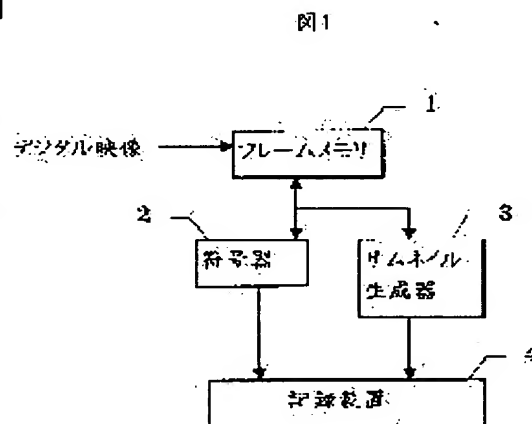 図1
1
デジタル映像
フレームメモリ
2
3
符号器
サムネイル
生成器
4
記録装置